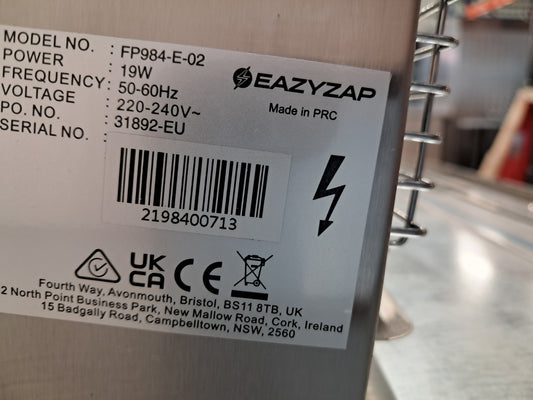 MODEL NO. : FP984-E-02
POWER : 19W
FREQUENCY : 50-60Hz
VOLTAGE : 220-240V~
PO. NO. : 31892-EU
SERIAL NO. :
EAZYZAP
Made in PRC
2198400713
UK
CA
CE
Fourth Way, Avonmouth, Bristol, BS11 8TB, UK
2 North Point Business Park, New Mallow Road, Cork, Ireland
15 Badgally Road, Campbelltown, NSW, 2560